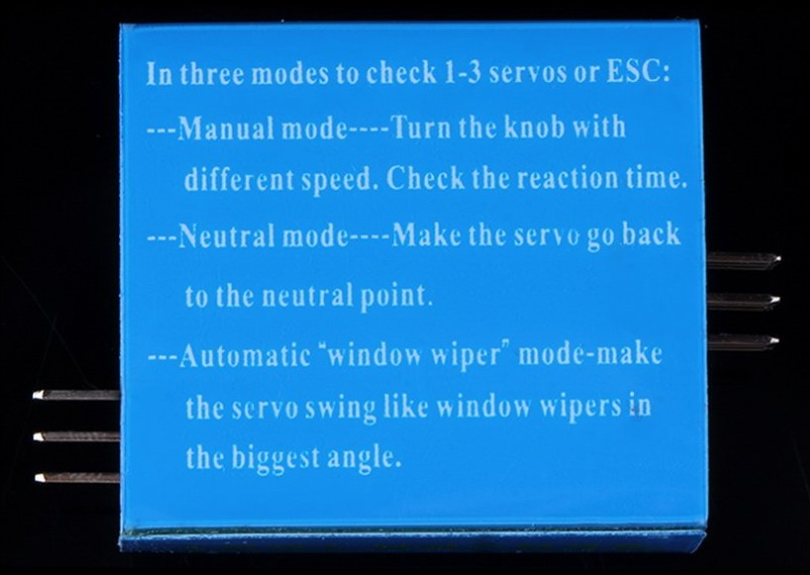 In three modes to check 1-3 servos or ESC:
---Manual mode----Turn the knob with
different speed. Check the reaction time.
---Neutral mode----Make the servo go back
to the neutral point.
---Automatic “window wiper” mode-make
the servo swing like window wipers in
the biggest angle.